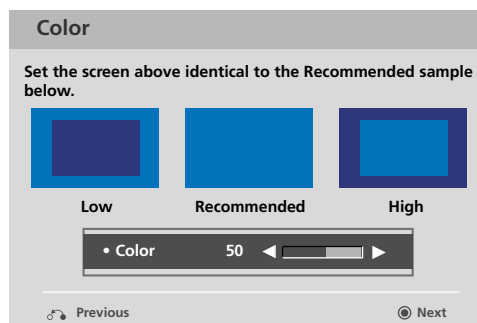 Color
Set the screen above identical to the Recommended sample
below.
Low Recommended High
• Color 50
Previous Next